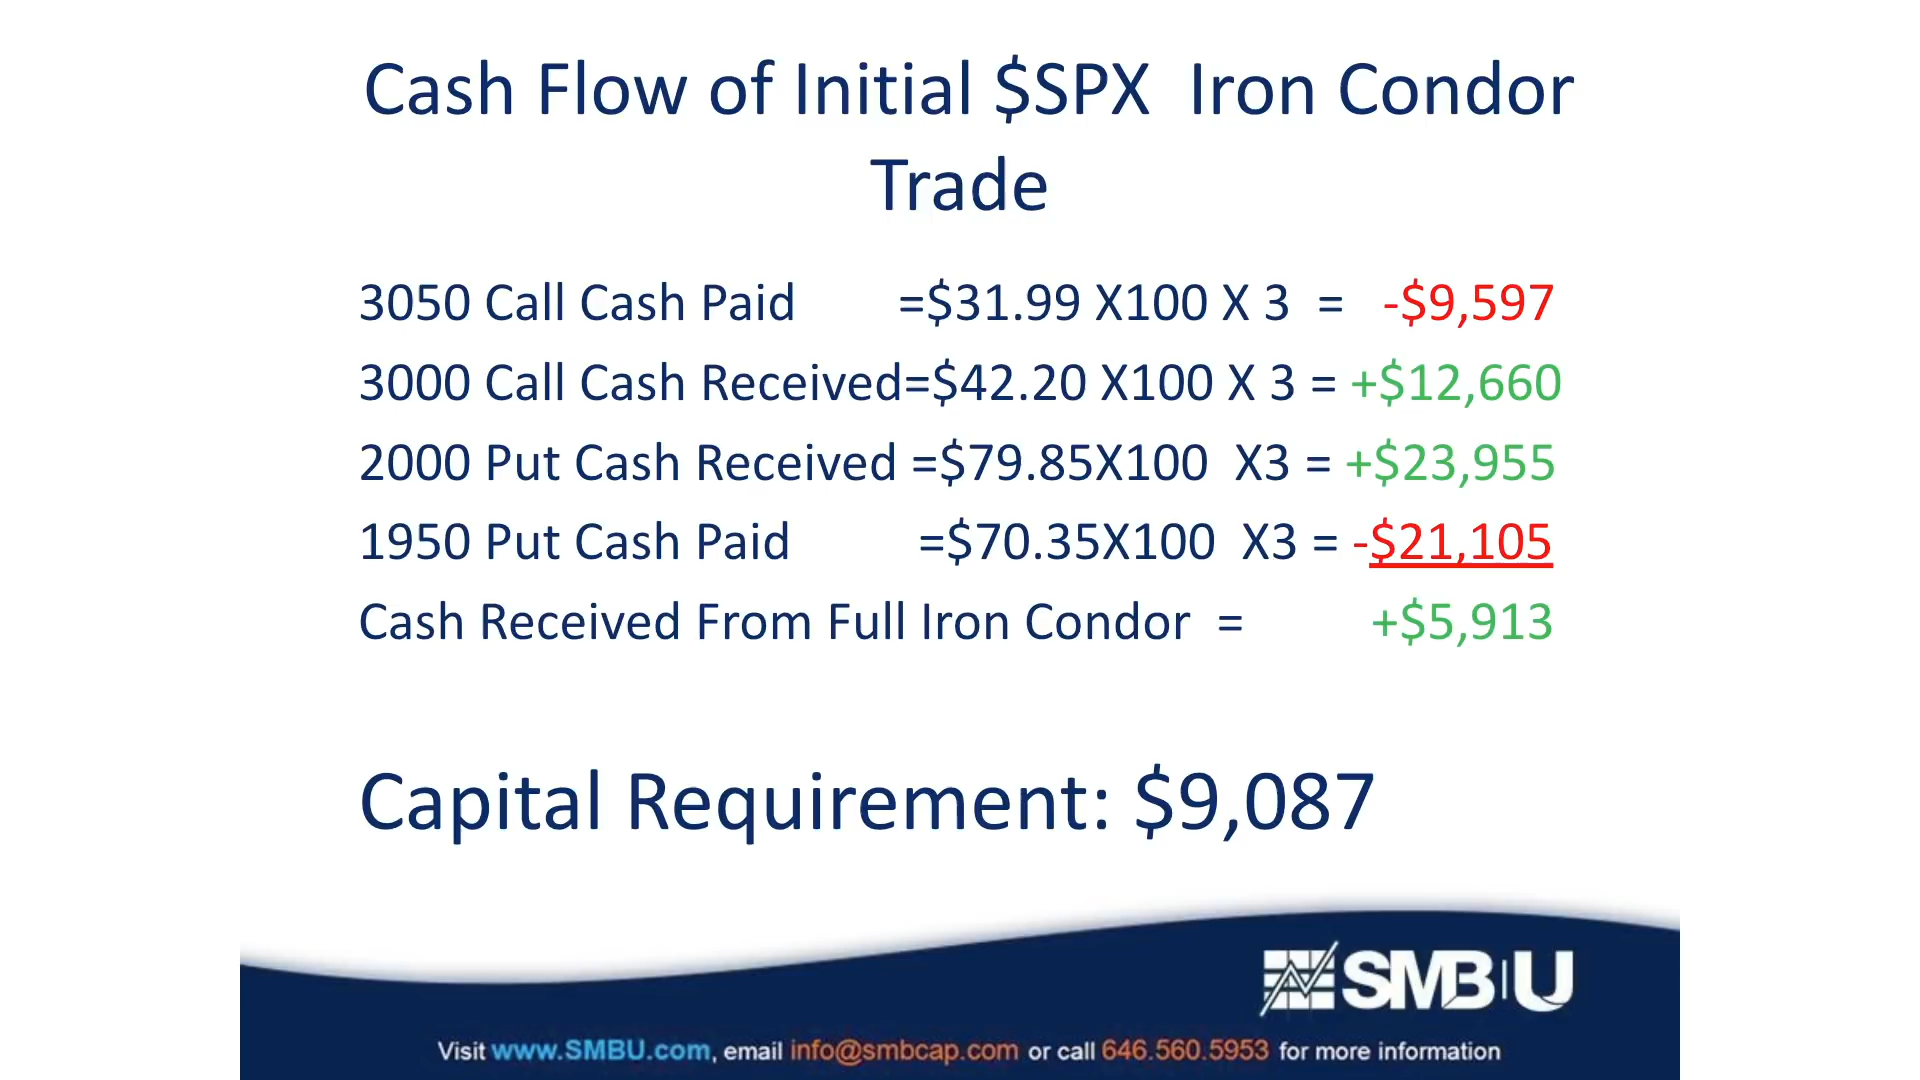 Cash Flow of Initial $SPX Iron Condor
Trade
3050 Call Cash Paid =$31.99 X100 X 3 = -$9,597
3000 Call Cash Received=$42.20 X100 X 3 = +$12,660
2000 Put Cash Received =$79.85X100 X3 = +$23,955
1950 Put Cash Paid =$70.35X100 X3 = -$21,105
Cash Received From Full Iron Condor = +$5,913
Capital Requirement: $9,087
SMB|U
Visit www.SMBU.com, email info@smbcap.com or call 646.560.5953 for more information